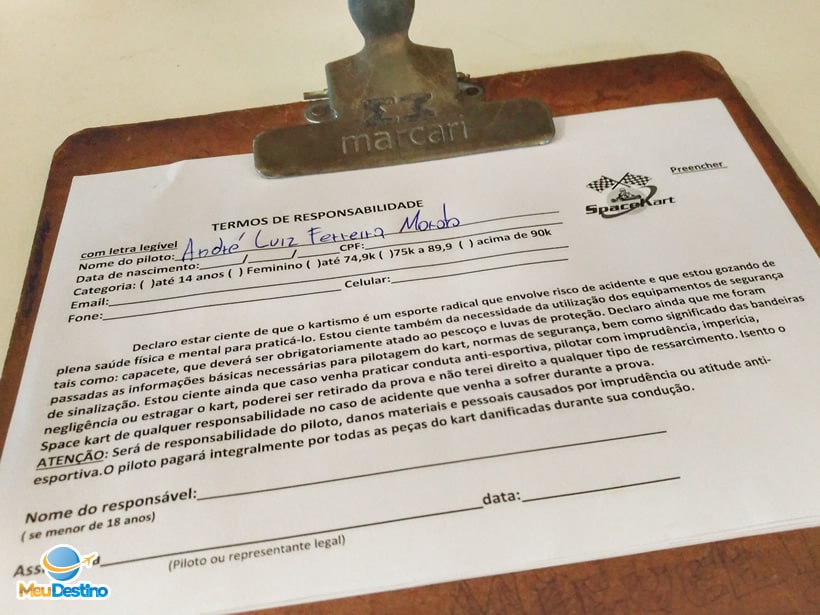 marcari
Preencher
SpaceKart
TERMOS DE RESPONSABILIDADE
com letra legível
Nome do piloto: André Luiz Ferreira Moroto
Data de nascimento:______/______/______CPF:______
Categoria: ( )até 14 anos ( ) Feminino ( )até 74,9k ( )75k a 89,9 ( ) acima de 90k
Email:______
Fone:______ Celular:______
Declaro estar ciente de que o kartismo é um esporte radical que envolve risco de acidente e que estou gozando de
plena saúde física e mental para praticá-lo. Estou ciente também da necessidade da utilização dos equipamentos de segurança
tais como: capacete, que deverá ser obrigatoriamente atado ao pescoço e luvas de proteção. Declaro ainda que me foram
passadas as informações básicas necessárias para pilotagem do kart, normas de segurança, bem como significado das bandeiras
de sinalização. Estou ciente ainda que caso venha praticar conduta anti-esportiva, pilotar com imprudência, imperícia,
negligência ou estragar o kart, poderei ser retirado da prova e não terei direito a qualquer tipo de ressarcimento. Isento o
Space kart de qualquer responsabilidade no caso de acidente que venha a sofrer durante a prova.
ATENÇÃO: Será de responsabilidade do piloto, danos materiais e pessoais causados por imprudência ou atitude anti-
esportiva.O piloto pagará integralmente por todas as peças do kart danificadas durante sua condução.
Nome do responsável:______
( se menor de 18 anos)
data:______
(Piloto ou representante legal)
MeuDestino